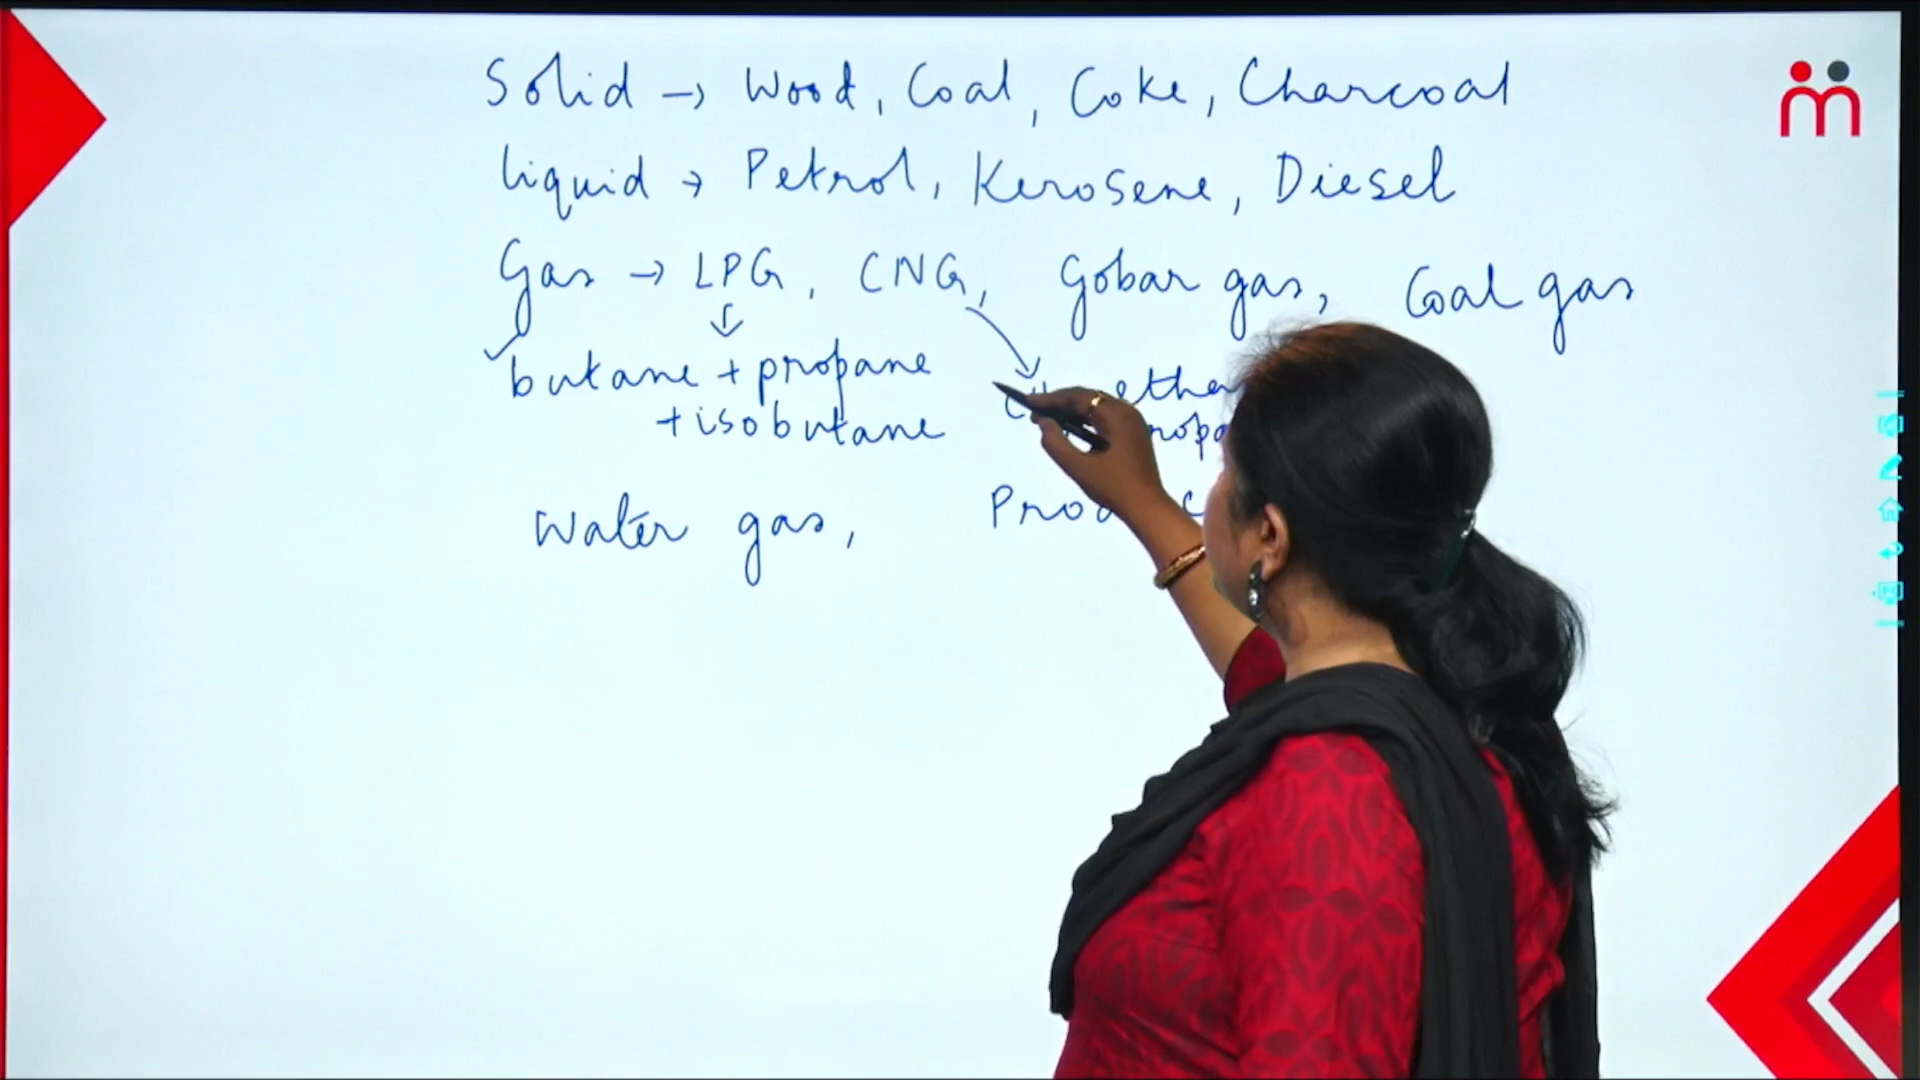 Solid → Wood, Coal, Coke, Charcoal
liquid → Petrol, Kerosene, Diesel
Gas → LPG, CNG, Gobar gas, Coal gas
butane + propane
+ isobutane
Water gas,